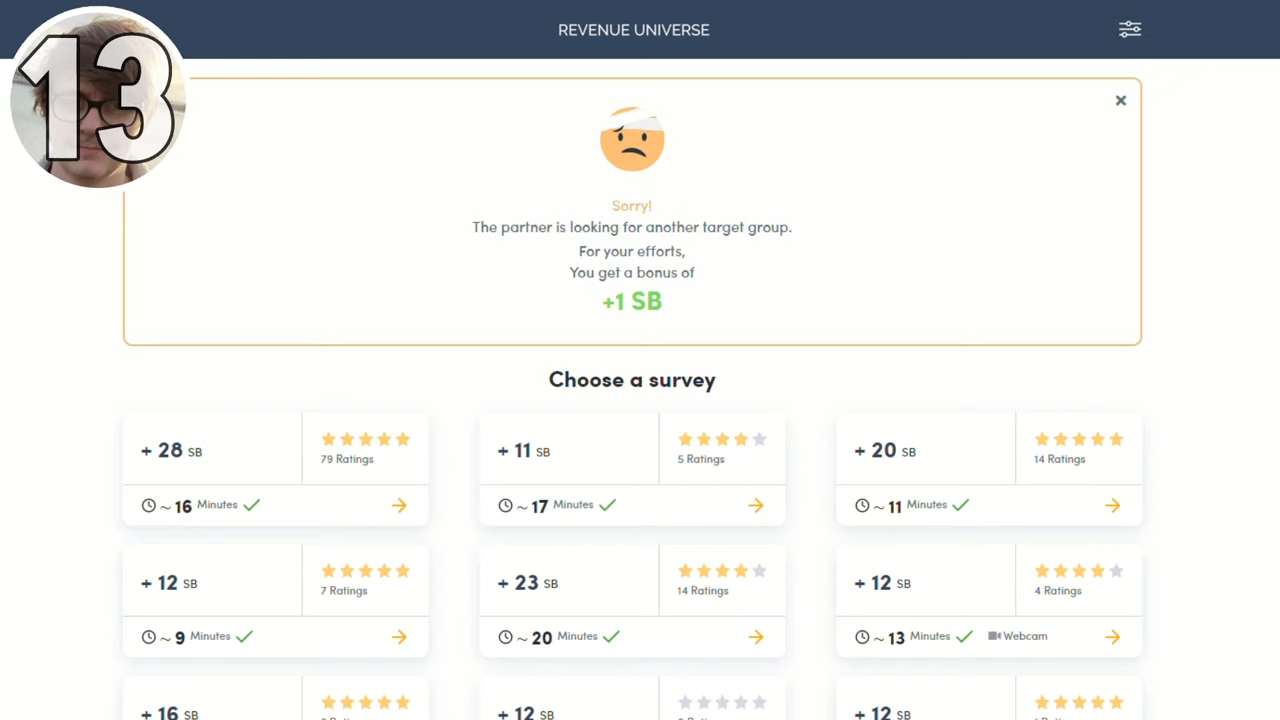 REVENUE UNIVERSE
13
Sorry!
The partner is looking for another target group.
For your efforts,
You get a bonus of
+1 SB
Choose a survey
+ 28 SB
79 Ratings
~ 16 Minutes
+ 11 SB
5 Ratings
~ 17 Minutes
+ 20 SB
14 Ratings
~ 11 Minutes
+ 12 SB
7 Ratings
~ 9 Minutes
+ 23 SB
14 Ratings
~ 20 Minutes
+ 12 SB
4 Ratings
~ 13 Minutes Webcam
+ 16 SB
+ 12 SB
+ 12 SB